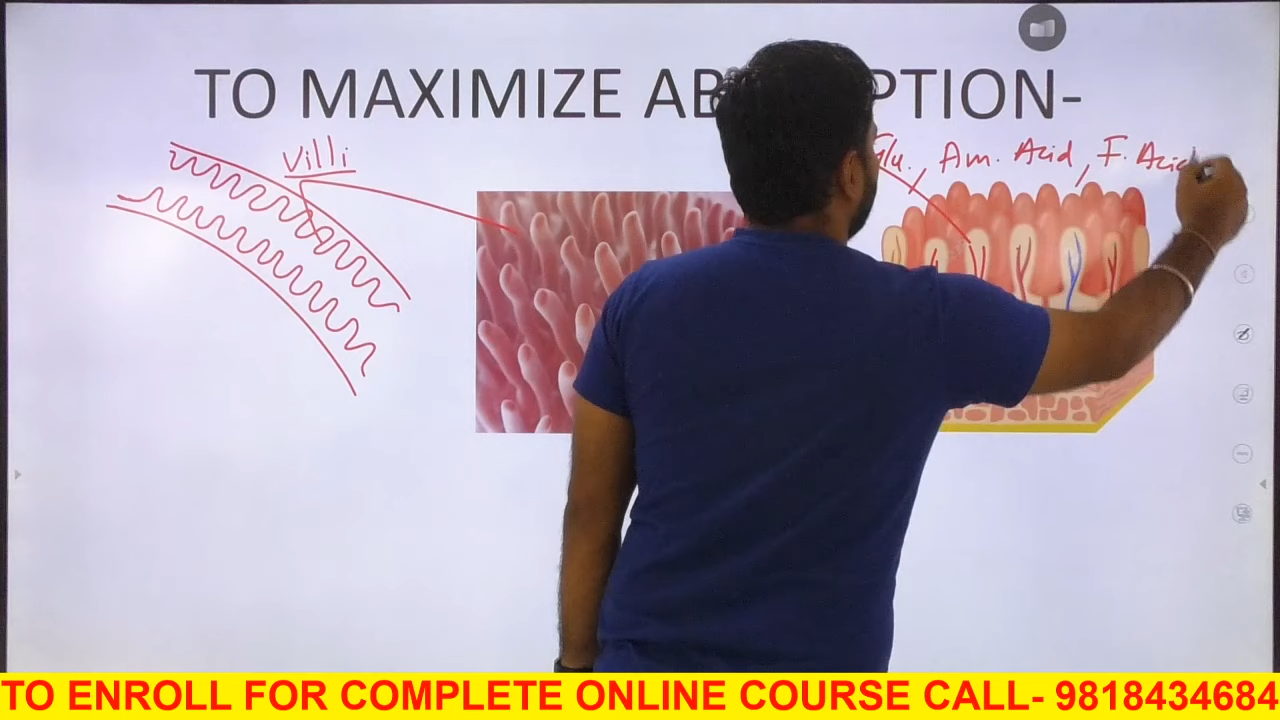 TO MAXIMIZE AB PTION-
Villi
Glu., Am. Acid, F. Acid
TO ENROLL FOR COMPLETE ONLINE COURSE CALL- 9818434684